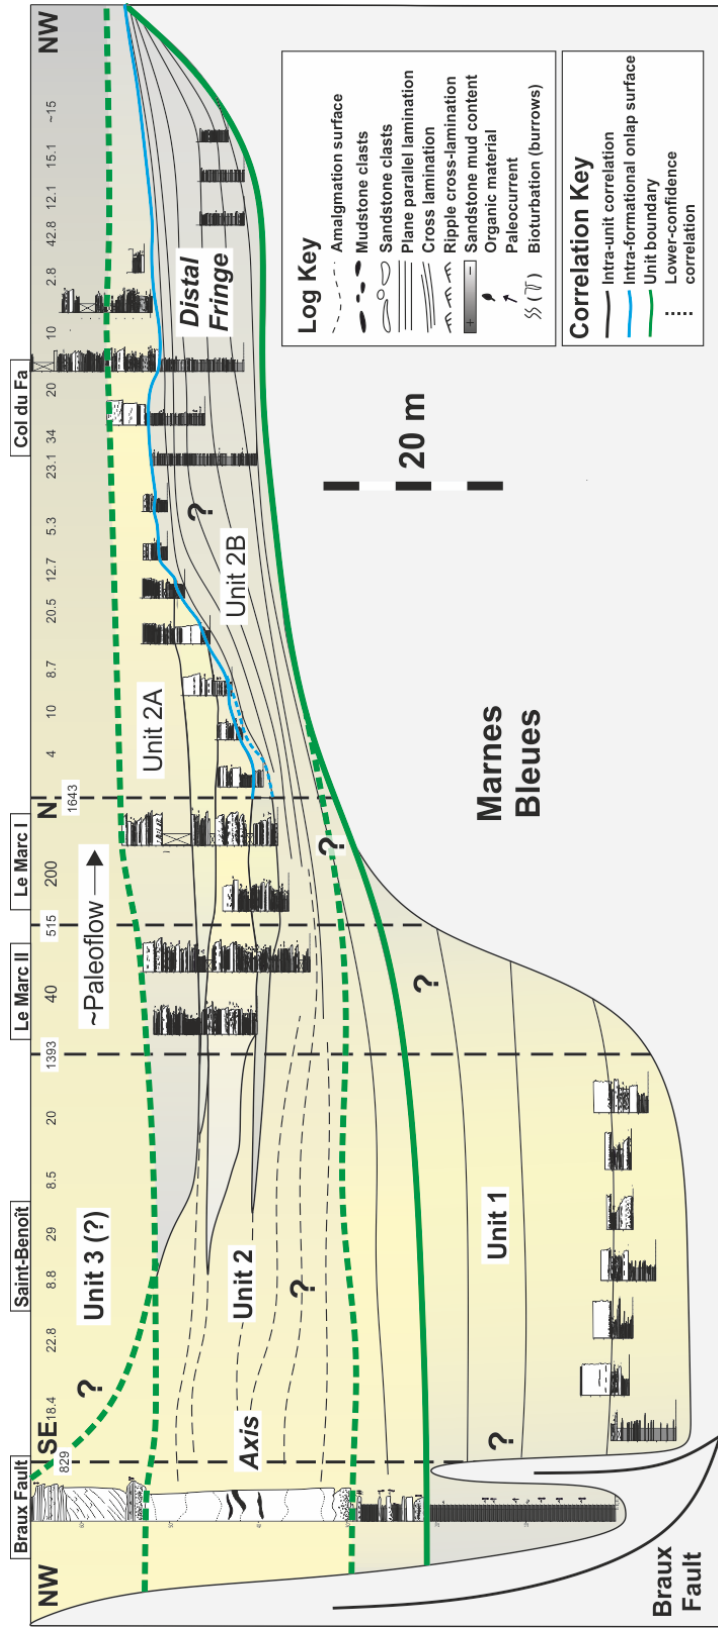 Braux Fault
Saint-Benoît
Le Marc II
Le Marc I
Col du Fa
NW
SE
N
NW
829
18.4
22.8
8.8
29
8.5
20
1393
40
515
200
1643
4
10
8.7
20.5
12.7
5.3
23.1
34
20
10
2.8
42.8
12.1
15.1
~15
?
Unit 3 (?)
~Paleoflow
Unit 2A
Axis
Unit 2
?
Unit 2B
?
Distal
Fringe
?
?
?
Unit 1
Marnes
Bleues
20 m
Braux
Fault
Log Key
Amalgmation surface
Mudstone clasts
Sandstone clasts
Plane parallel lamination
Cross lamination
Ripple cross-lamination
+ − Sandstone mud content
Organic material
Paleocurrent
Bioturbation (burrows)
Correlation Key
Intra-unit correlation
Intra-formational onlap surface
Unit boundary
Lower-confidence
correlation